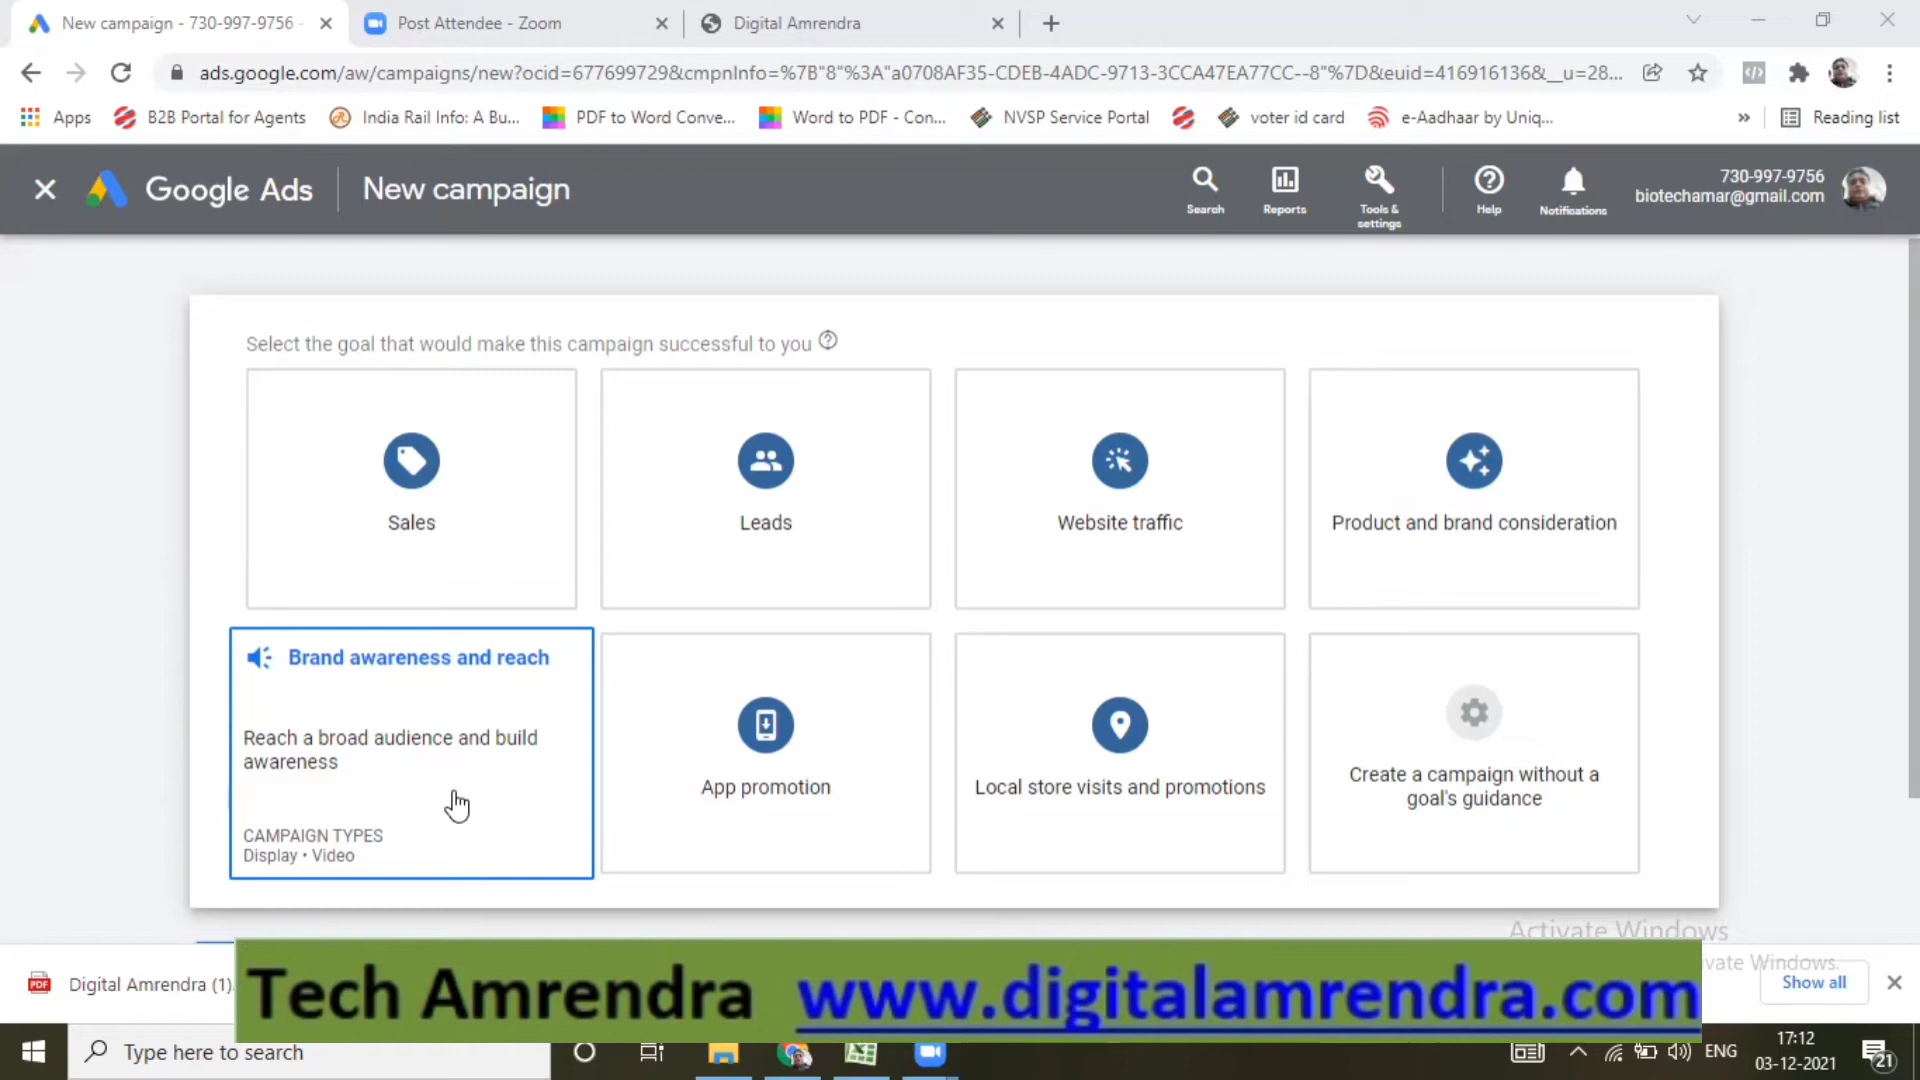 New campaign - 730-997-9756 -
Post Attendee - Zoom
Digital Amrendra
ads.google.com/aw/campaigns/new?ocid=677699729&cmpnInfo=%7B"8"%3A"a0708AF35-CDEB-4ADC-9713-3CCA47EA77CC--8"%7D&euid=416916136&__u=28...
Apps
B2B Portal for Agents
India Rail Info: A Bu...
PDF to Word Conve...
Word to PDF - Con...
NVSP Service Portal
voter id card
e-Aadhaar by Uniq...
»
Reading list
Google Ads
New campaign
Search
Reports
Tools &
settings
Help
Notifications
730-997-9756
biotechamar@gmail.com
Select the goal that would make this campaign successful to you
Sales
Leads
Website traffic
Product and brand consideration
Brand awareness and reach
Reach a broad audience and build
awareness
CAMPAIGN TYPES
Display • Video
App promotion
Local store visits and promotions
Create a campaign without a
goal's guidance
Activate Windows
vate Windows.
PDF
Digital Amrendra (1).
Tech Amrendra www.digitalamrendra.com
Show all
Type here to search
ENG
17:12
03-12-2021
21